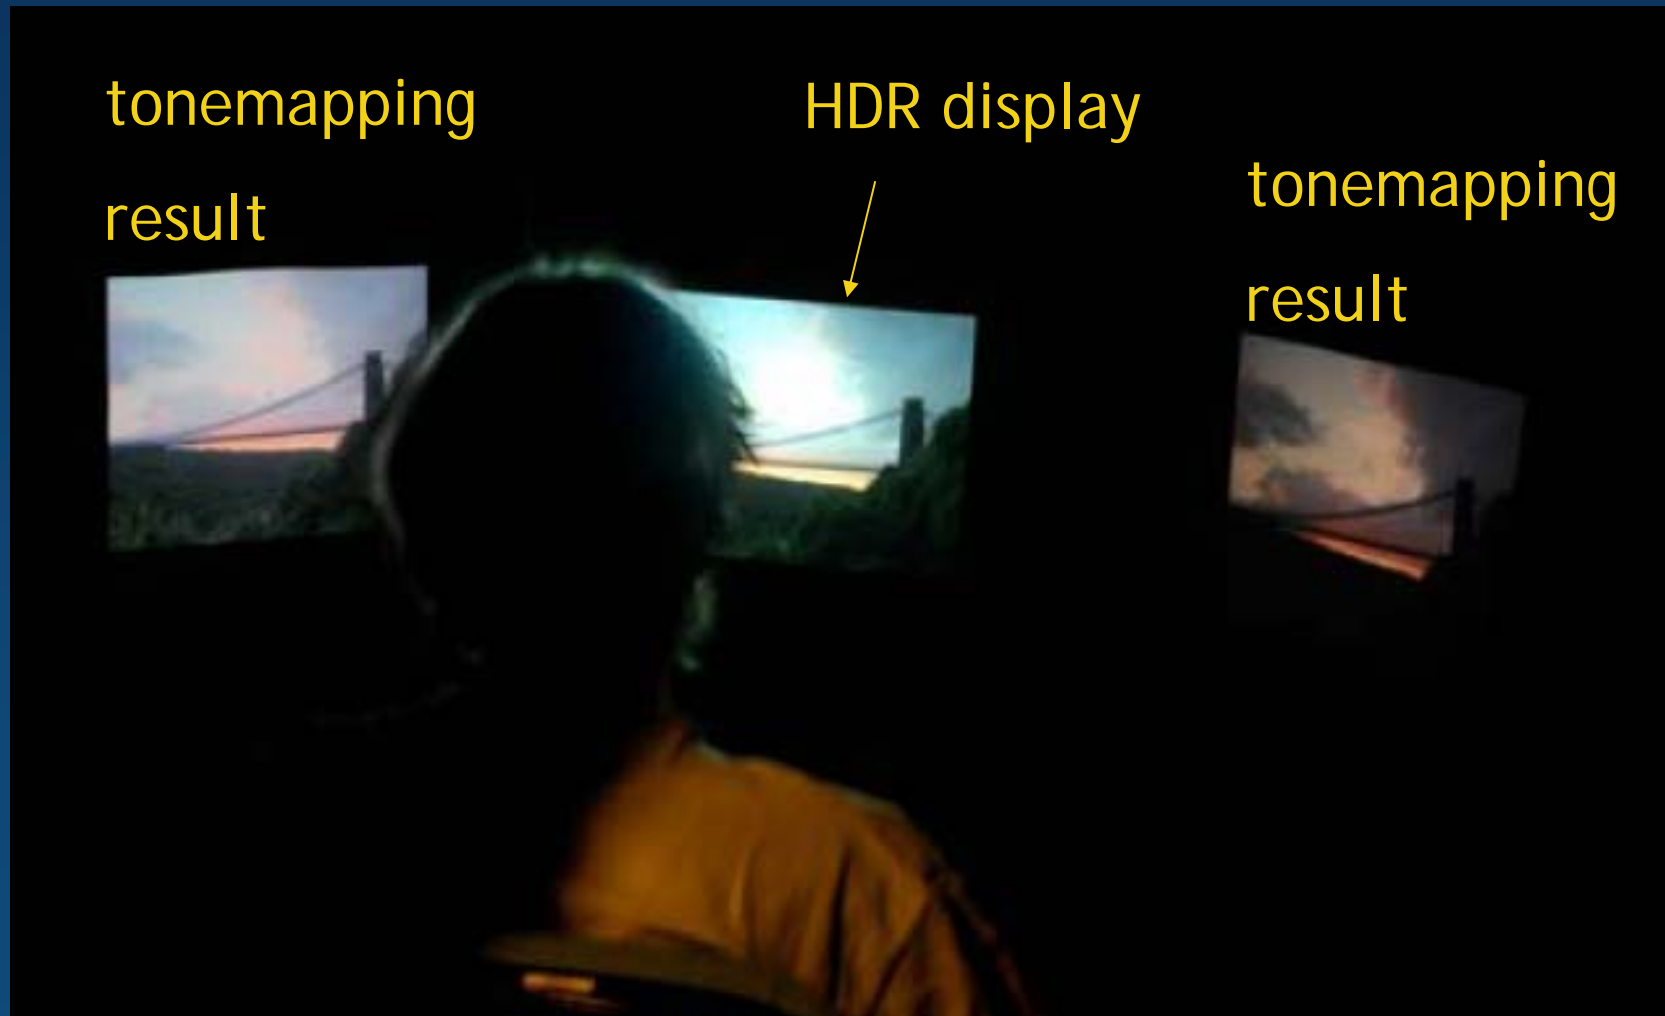 tonemapping
result
HDR display
tonemapping
result